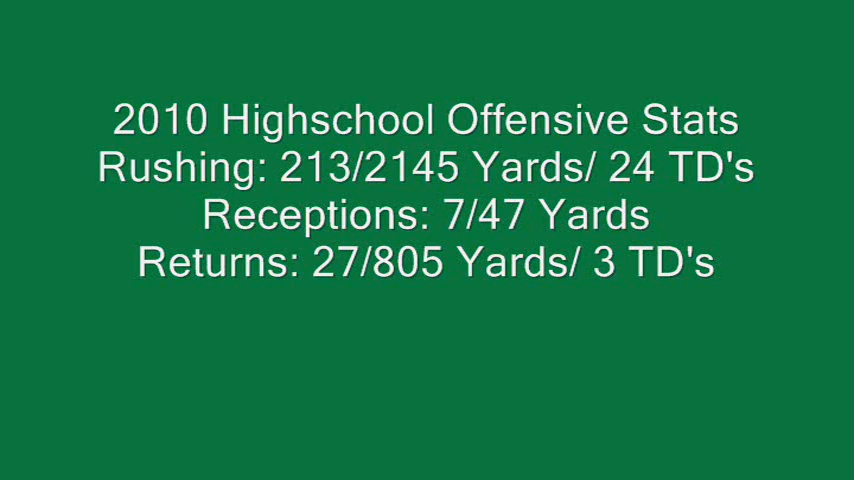 2010 Highschool Offensive Stats
Rushing: 213/2145 Yards/ 24 TD's
Receptions: 7/47 Yards
Returns: 27/805 Yards/ 3 TD's